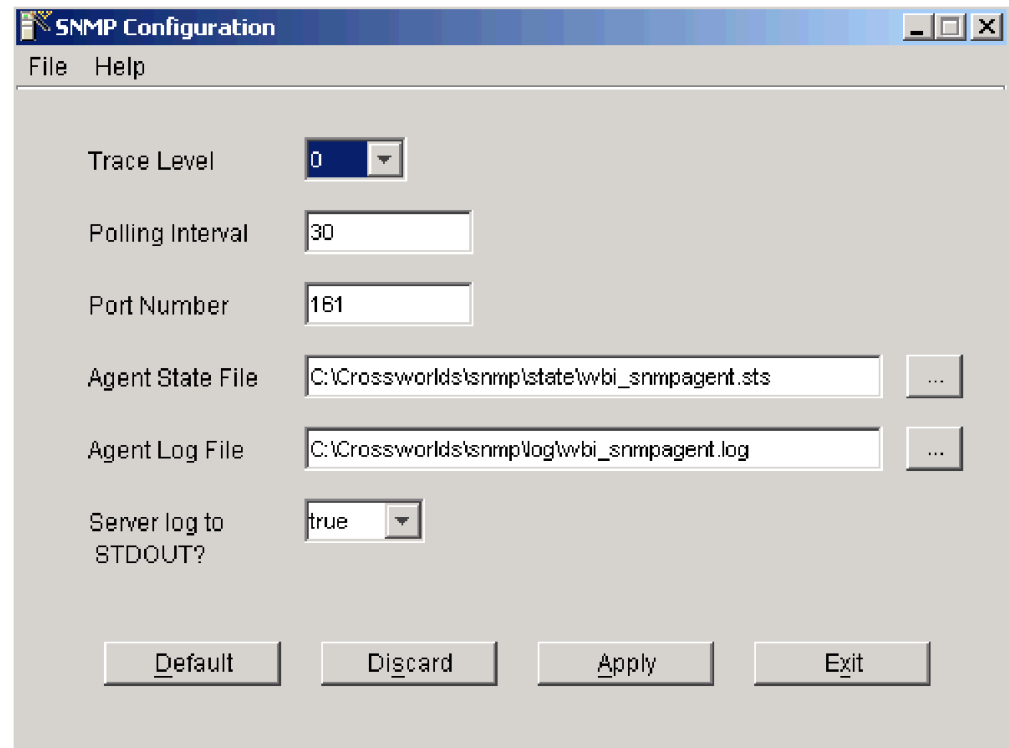 SNMP Configuration
File Help
Trace Level 0
Polling Interval 30
Port Number 161
Agent State File C:\Crossworlds\snmp\state\wbi_snmpagent.sts ...
Agent Log File C:\Crossworlds\snmp\log\wbi_snmpagent.log ...
Server log to true
STDOUT?
Default Discard Apply Exit